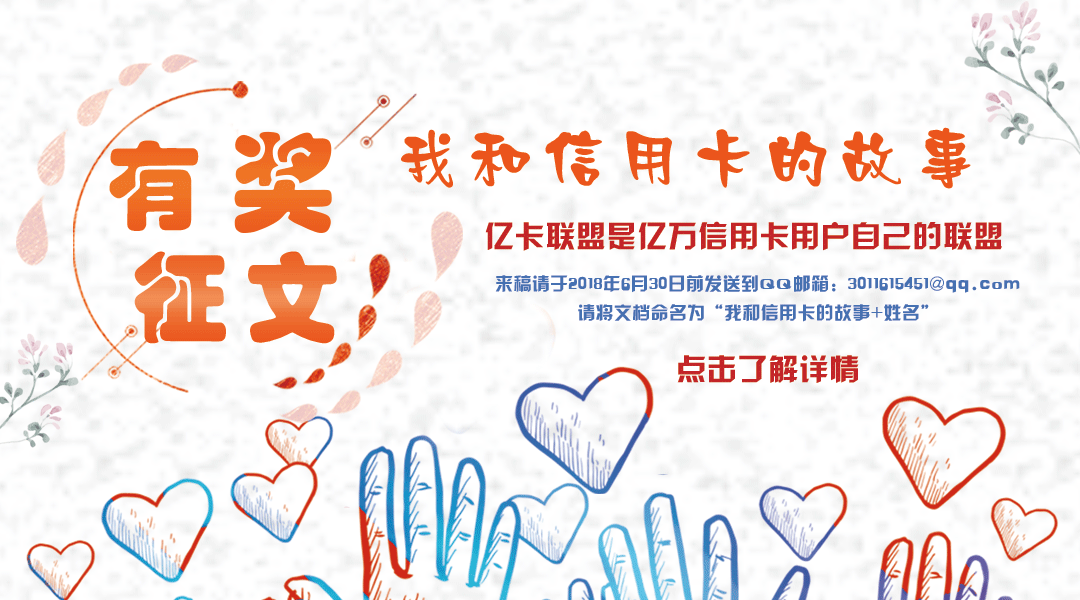 有奖
征文
我和信用卡的故事
亿卡联盟是亿万信用卡用户自己的联盟
来稿请于2018年6月30日前发送到QQ邮箱：3011615451@qq.com
请将文档命名为“我和信用卡的故事+姓名”
点击了解详情